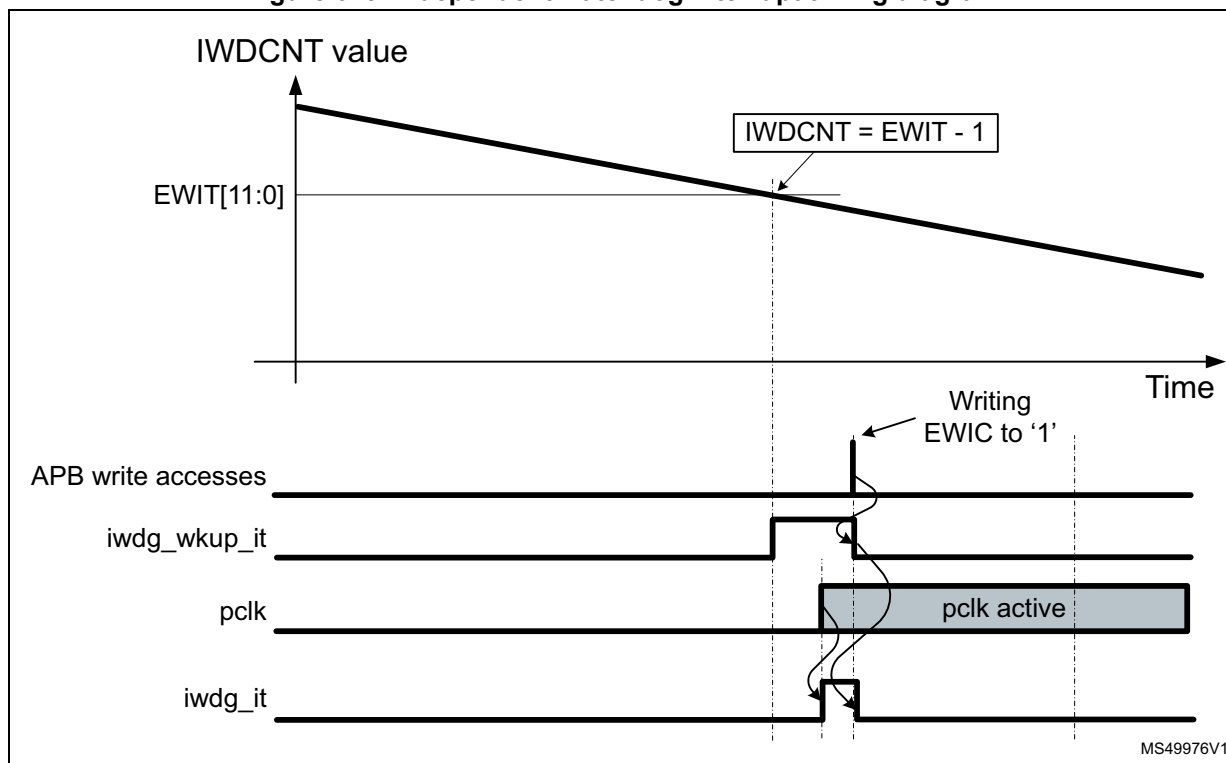 IWDCNT value
IWDCNT = EWIT - 1
EWIT[11:0]
Time
Writing
EWIC to ‘1’
APB write accesses
iwdg_wkup_it
pclk
pclk active
iwdg_it
MS49976V1